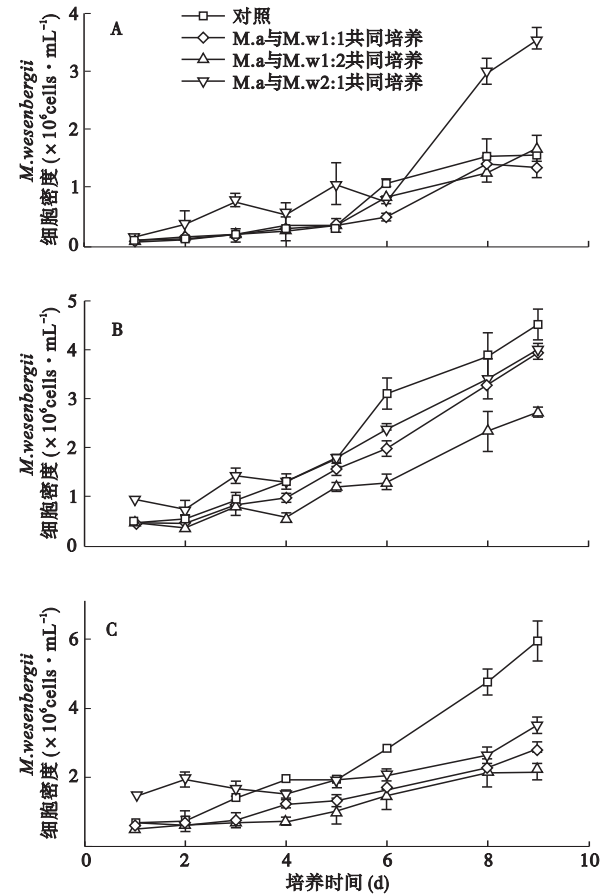 A
对照
M.a与M.w1:1共同培养
M.a与M.w1:2共同培养
M.a与M.w2:1共同培养
4
3
2
1
0
M.wesenbergii
细胞密度(×10⁶cells·mL⁻¹)
B
5
4
3
2
1
0
M.wesenbergii
细胞密度(×10⁶cells·mL⁻¹)
C
6
4
2
M.wesenbergii
细胞密度(×10⁶cells·mL⁻¹)
0 2 4 6 8 10
培养时间(d)